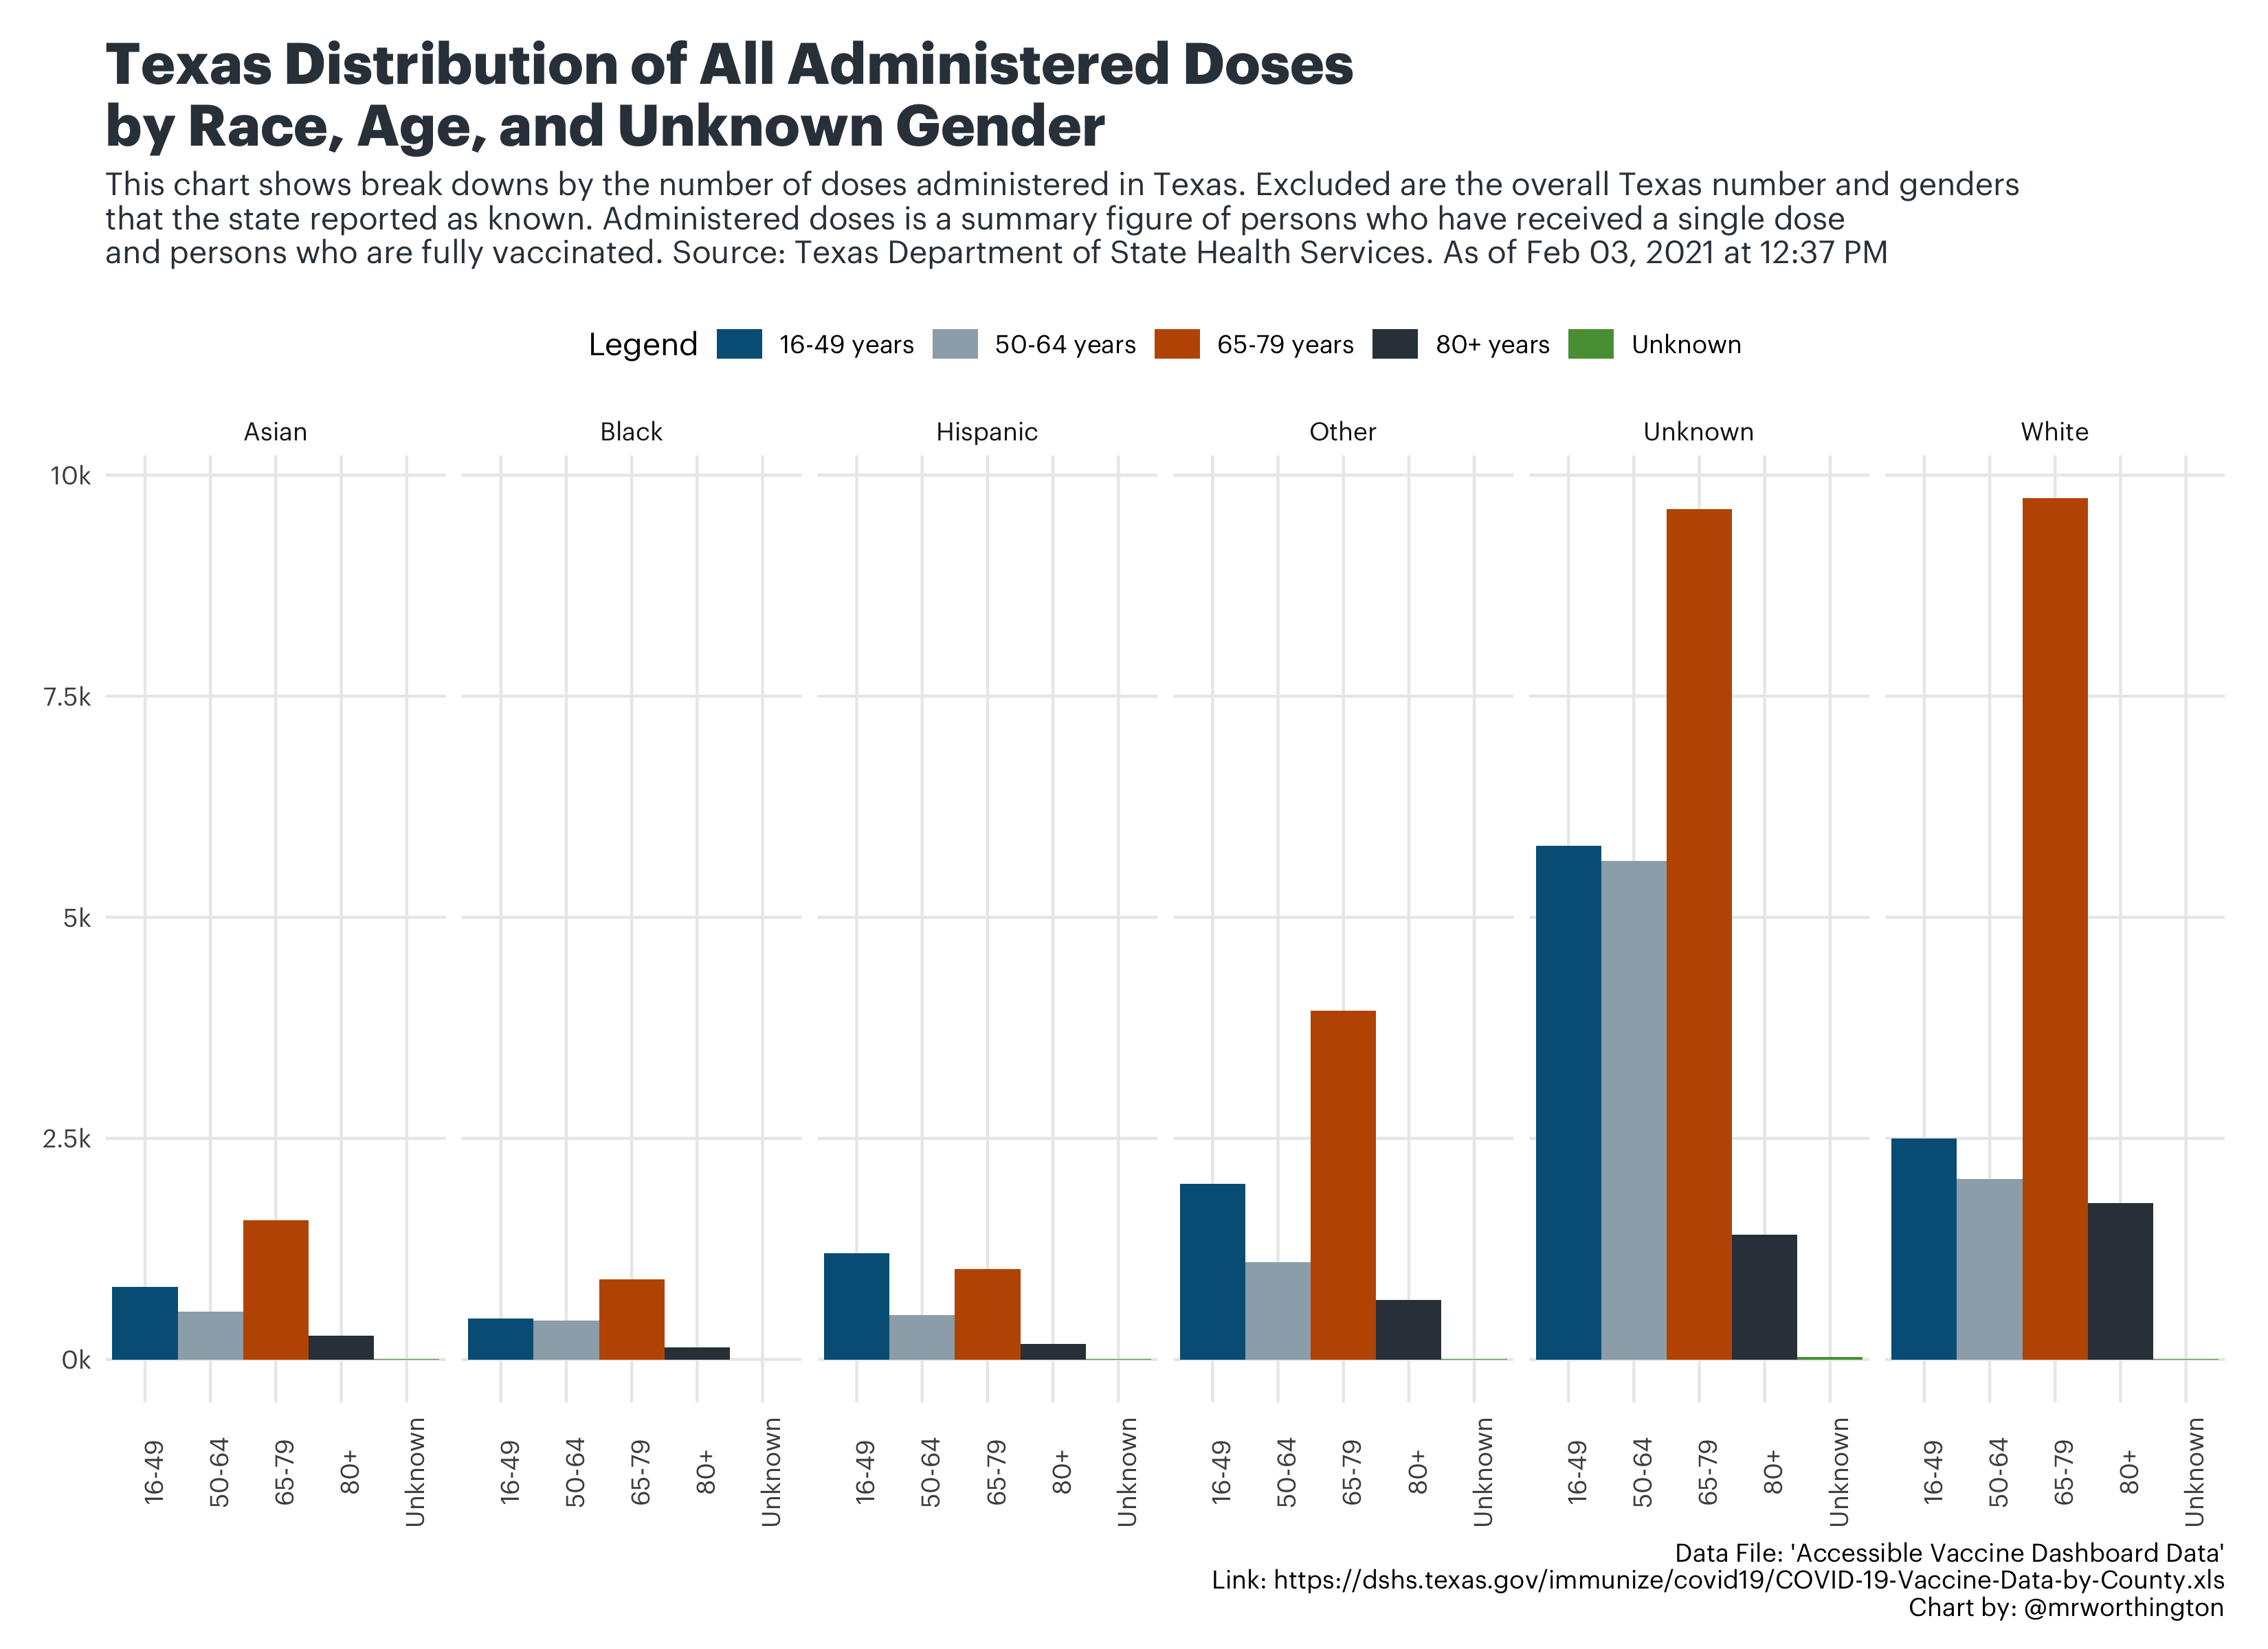 Texas Distribution of All Administered Doses
by Race, Age, and Unknown Gender
This chart shows break downs by the number of doses administered in Texas. Excluded are the overall Texas number and genders
that the state reported as known. Administered doses is a summary figure of persons who have received a single dose
and persons who are fully vaccinated. Source: Texas Department of State Health Services. As of Feb 03, 2021 at 12:37 PM
Legend 16-49 years 50-64 years 65-79 years 80+ years Unknown
Asian Black Hispanic Other Unknown White
10k
7.5k
5k
2.5k
0k
16-49 50-64 65-79 80+ Unknown 16-49 50-64 65-79 80+ Unknown 16-49 50-64 65-79 80+ Unknown 16-49 50-64 65-79 80+ Unknown 16-49 50-64 65-79 80+ Unknown 16-49 50-64 65-79 80+ Unknown
Data File: 'Accessible Vaccine Dashboard Data'
Link: https://dshs.texas.gov/immunize/covid19/COVID-19-Vaccine-Data-by-County.xls
Chart by: @mrworthington